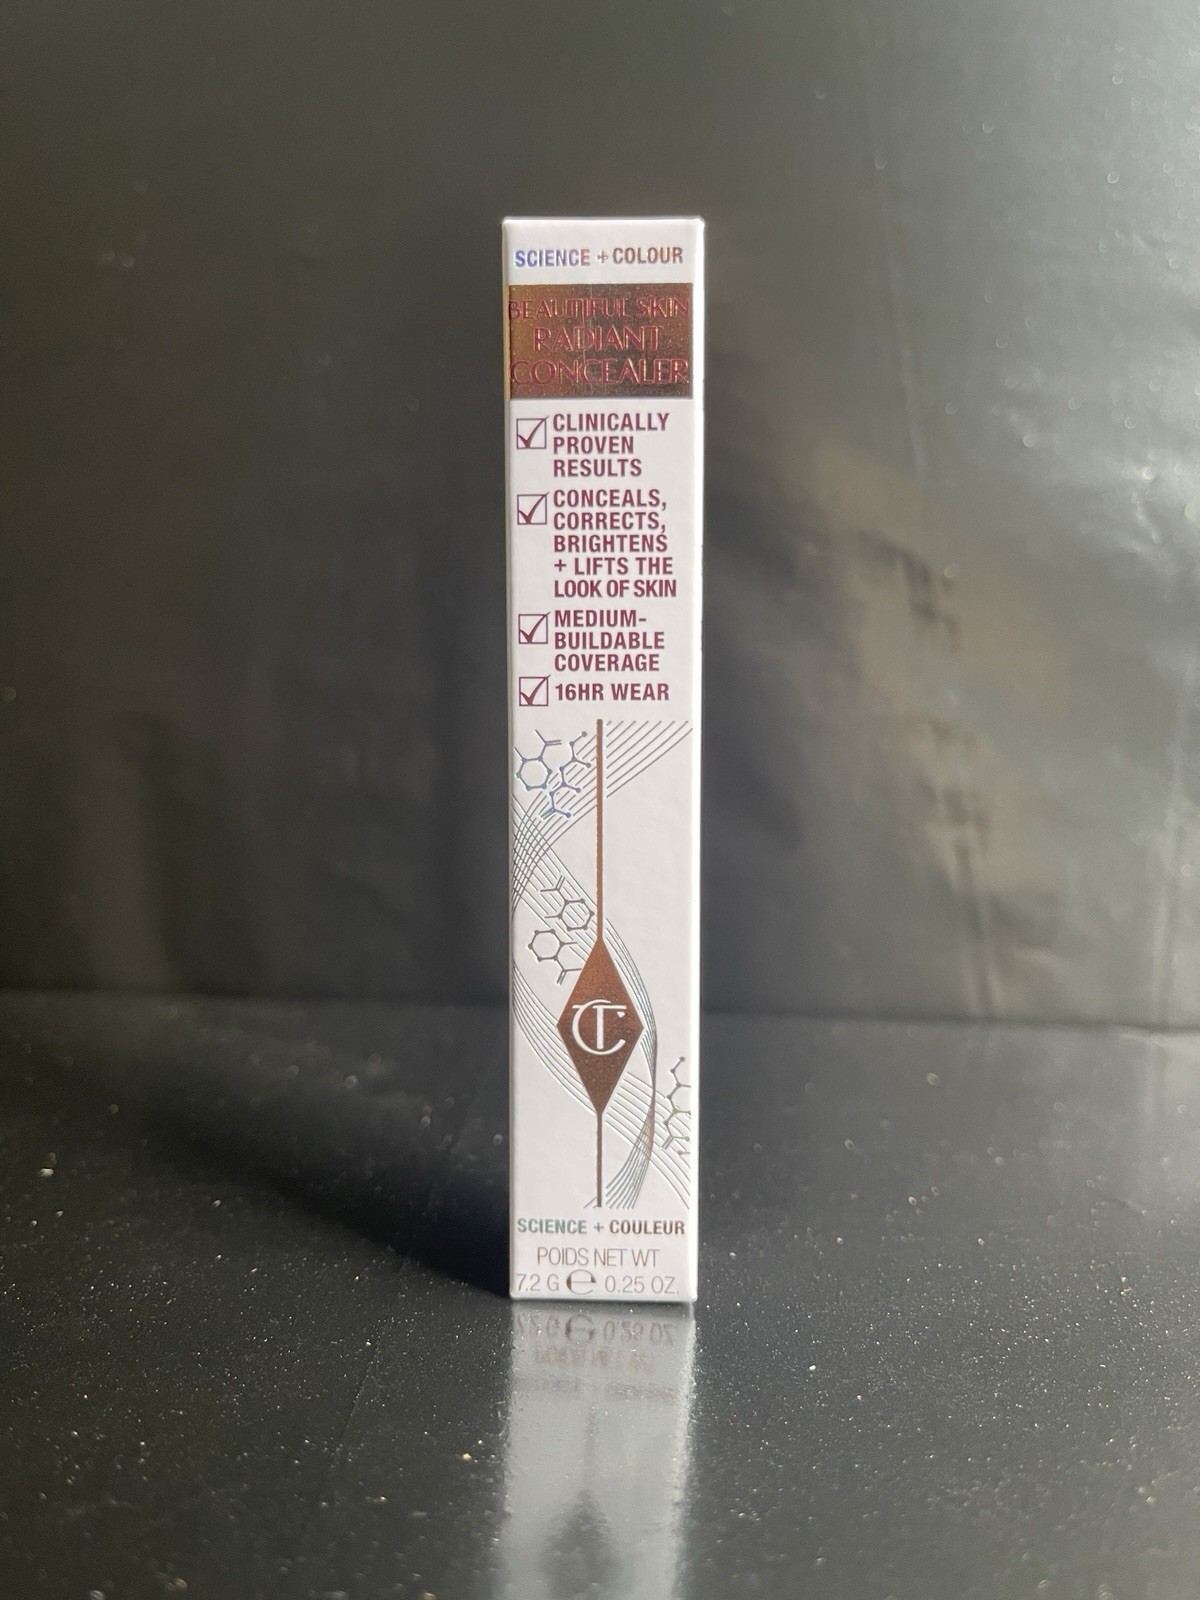 SCIENCE + COLOUR
BEAUTIFUL SKIN
RADIANT
CONCEALER
CLINICALLY
PROVEN
RESULTS
CONCEALS,
CORRECTS,
BRIGHTENS
+ LIFTS THE
LOOK OF SKIN
MEDIUM-
BUILDABLE
COVERAGE
16HR WEAR
CT
SCIENCE + COULEUR
POIDS NET WT
7.2 G ℮ 0.25 OZ.